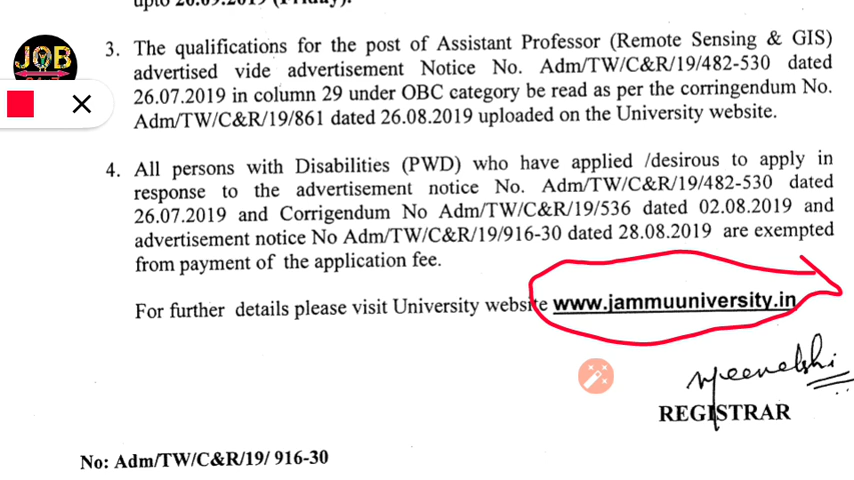 upto 20.09.2019 (Friday).
3. The qualifications for the post of Assistant Professor (Remote Sensing & GIS)
advertised vide advertisement Notice No. Adm/TW/C&R/19/482-530 dated
26.07.2019 in column 29 under OBC category be read as per the corringendum No.
Adm/TW/C&R/19/861 dated 26.08.2019 uploaded on the University website.
JOB
4. All persons with Disabilities (PWD) who have applied /desirous to apply in
response to the advertisement notice No. Adm/TW/C&R/19/482-530 dated
26.07.2019 and Corrigendum No Adm/TW/C&R/19/536 dated 02.08.2019 and
advertisement notice No Adm/TW/C&R/19/916-30 dated 28.08.2019 are exempted
from payment of the application fee.
For further details please visit University website www.jammuuniversity.in
REGISTRAR
No: Adm/TW/C&R/19/ 916-30